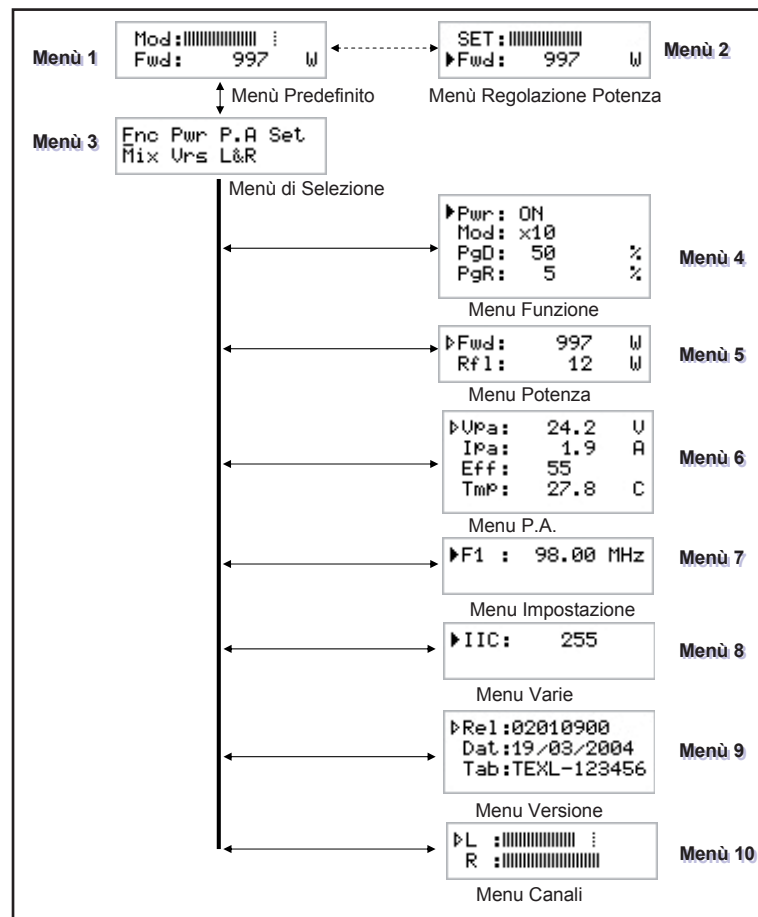 Menù 1
Mod:
Fwd: 997 W
SET:
Fwd: 997 W
Menù 2
Menù Predefinito
Menù Regolazione Potenza
Menù 3
Fnc Pwr P.A Set
Mix Vrs L&R
Menù di Selezione
Pwr: ON
Mod: x10
PgD: 50 %
PgR: 5 %
Menù 4
Menu Funzione
Fwd: 997 W
Rfl: 12 W
Menù 5
Menu Potenza
VPa: 24.2 V
IPa: 1.9 A
Eff: 55
TmP: 27.8 C
Menù 6
Menu P.A.
F1 : 98.00 MHz
Menù 7
Menu Impostazione
IIC: 255
Menù 8
Menu Varie
Rel:02010900
Dat:19/03/2004
Tab:TEXL-123456
Menù 9
Menu Versione
L :
R :
Menù 10
Menu Canali